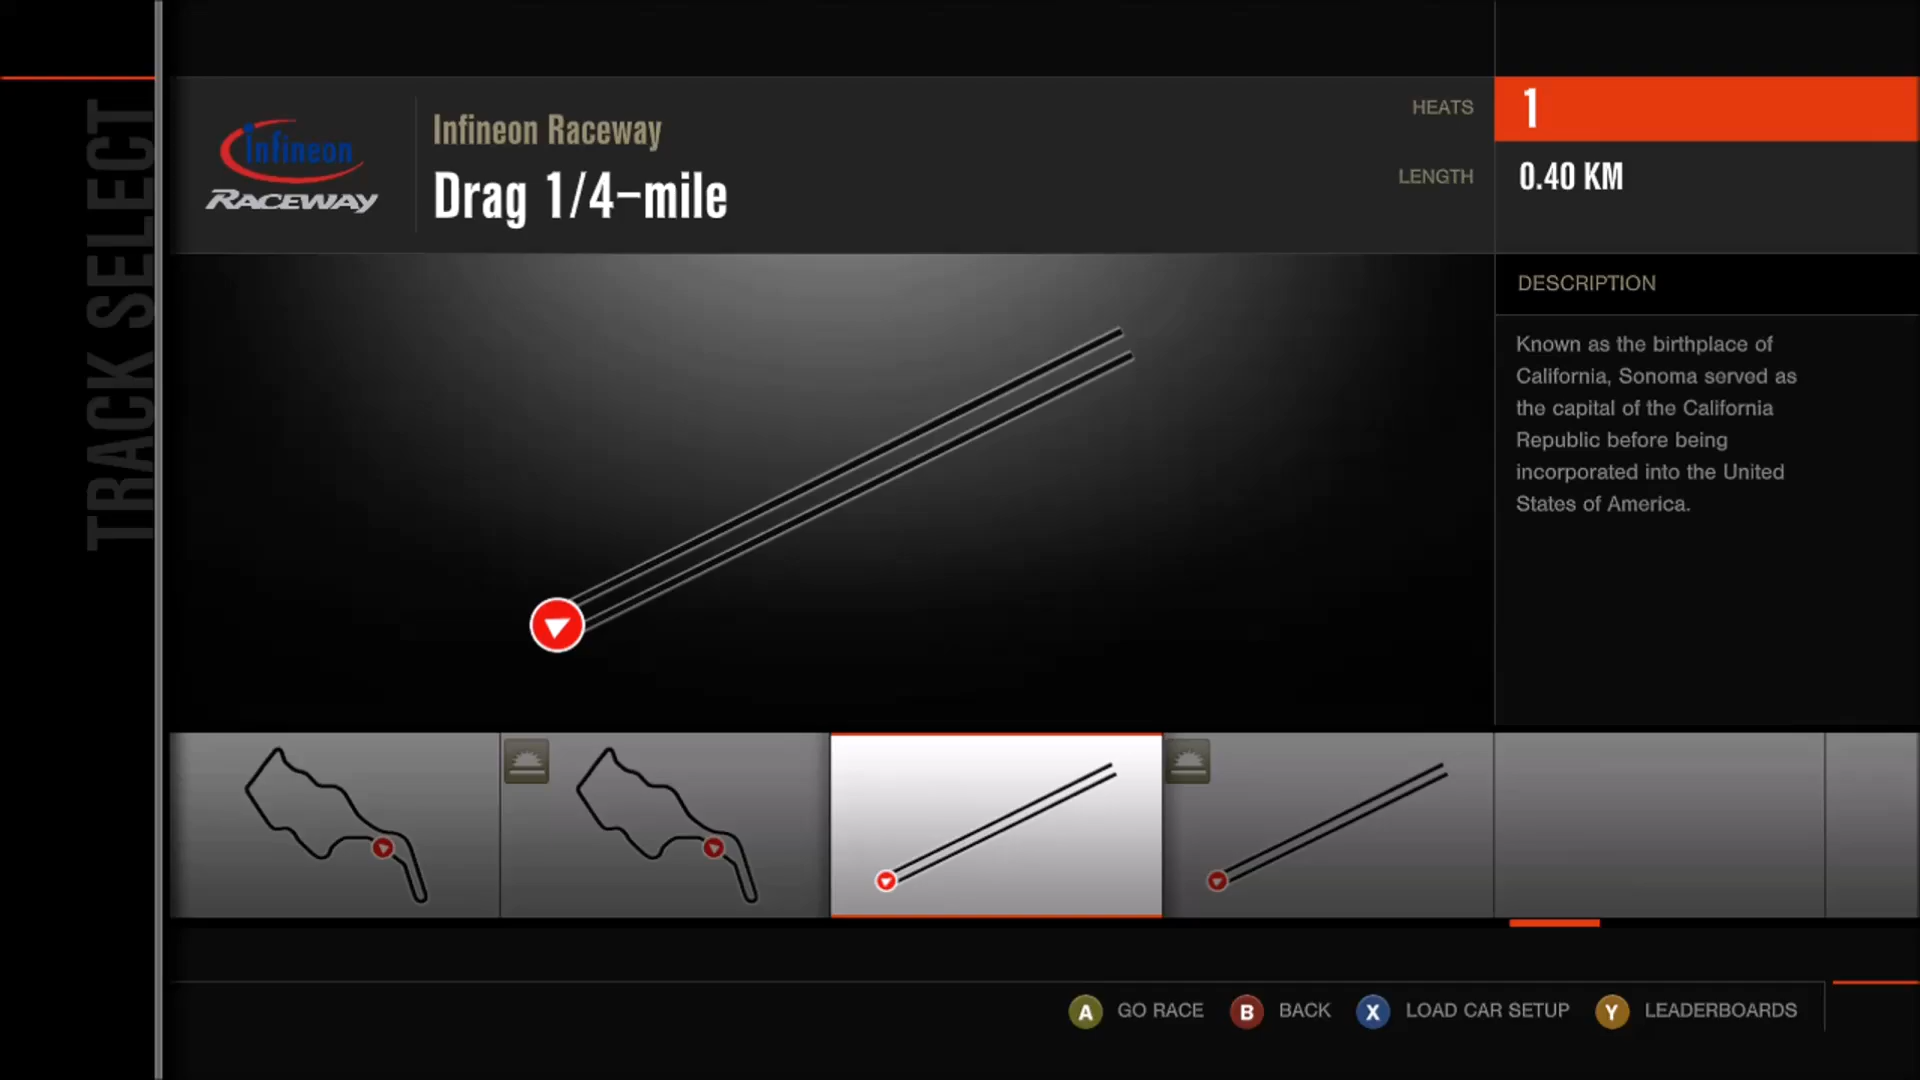 TRACK SELECT
infineon
RACEWAY
Infineon Raceway
Drag 1/4-mile
HEATS
1
LENGTH
0.40 KM
DESCRIPTION
Known as the birthplace of
California, Sonoma served as
the capital of the California
Republic before being
incorporated into the United
States of America.
A GO RACE B BACK X LOAD CAR SETUP Y LEADERBOARDS